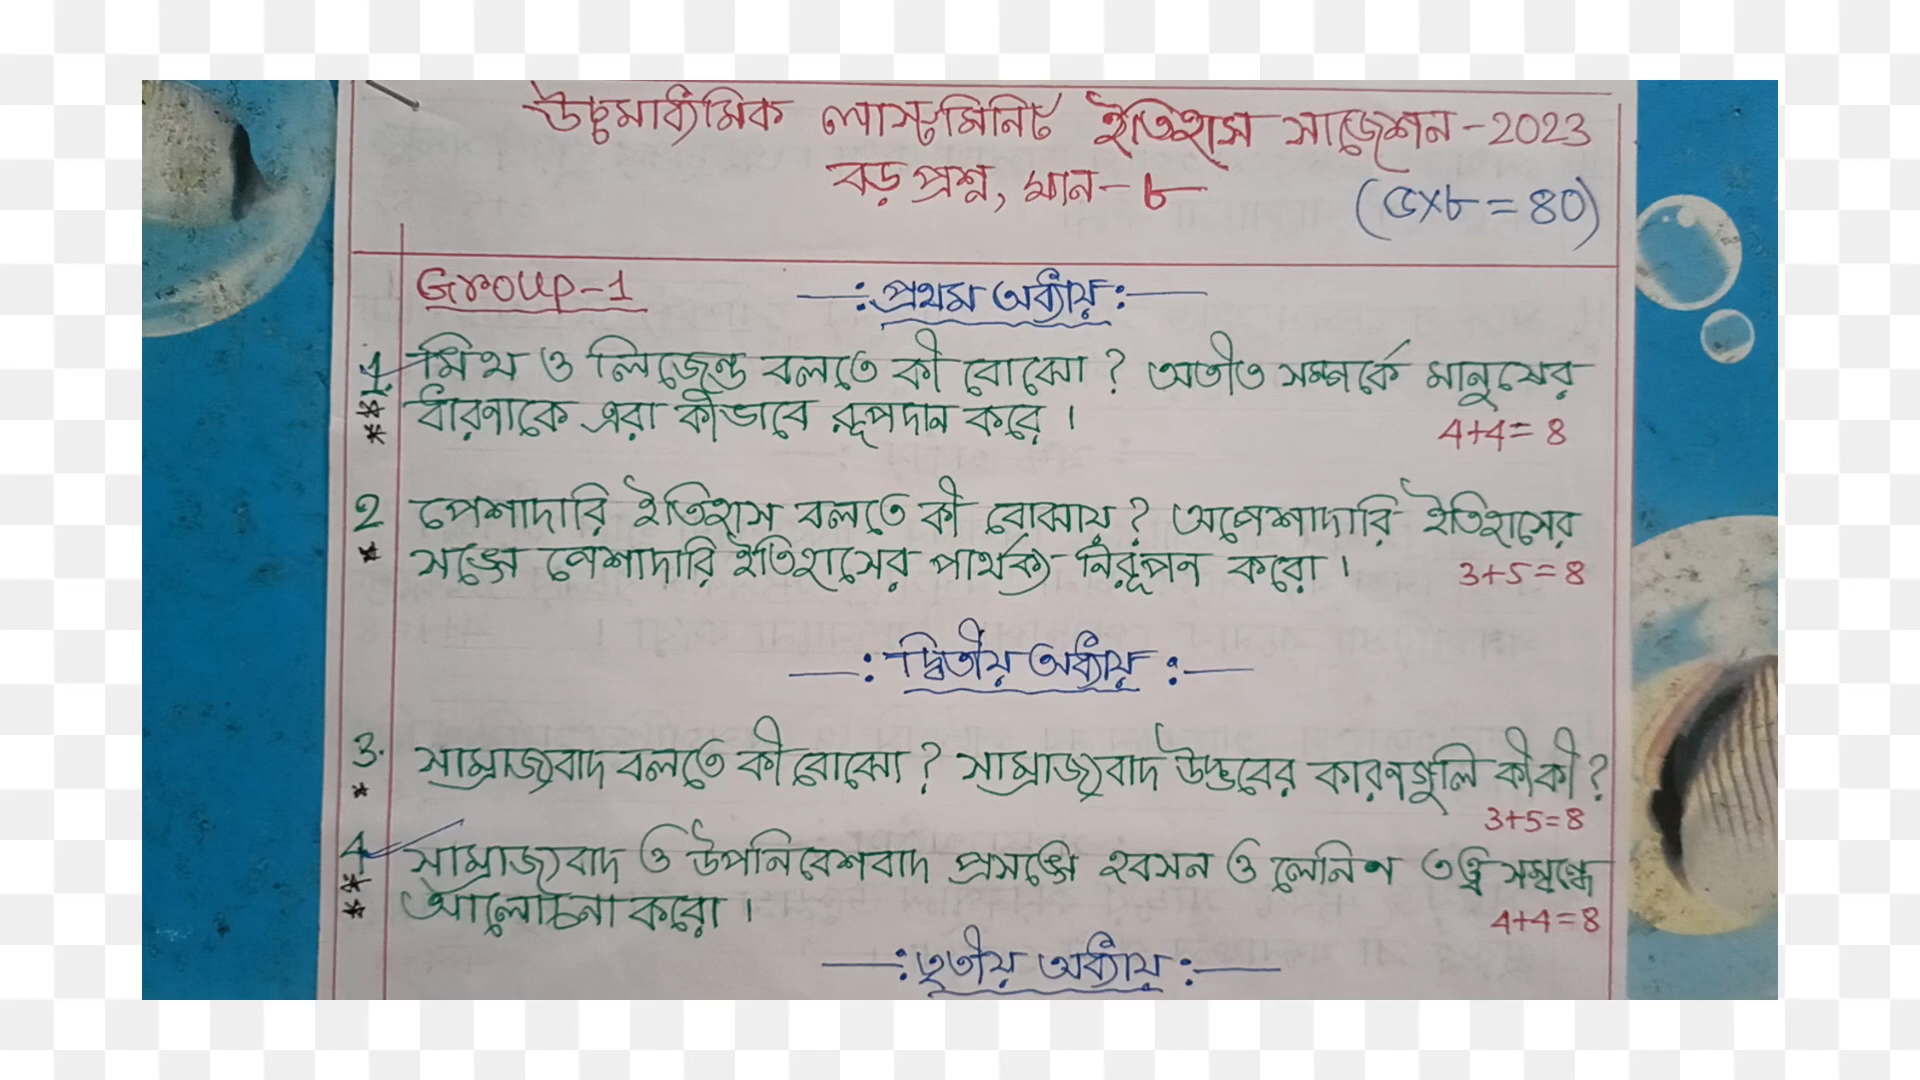 উচ্চমাধ্যমিক লাস্টমিনিট ইতিহাস সাজেশন-2023
বড় প্রশ্ন, মান-৮
(৫x৮=80)
Group-1
প্রথম অধ্যায়
1. মিথ ও লিজেন্ড বলতে কী বোঝো? অতীত সম্পর্কে মানুষের
** ধারণাকে এরা কীভাবে রূপদান করে।
4+4=8
2 পেশাদারি ইতিহাস বলতে কী বোঝায়? অপেশাদারি ইতিহাসের
* সঙ্গে পেশাদারি ইতিহাসের পার্থক্য নিরূপন করো।
3+5=8
দ্বিতীয় অধ্যায়
3. সাম্রাজ্যবাদ বলতে কী বোঝো? সাম্রাজ্যবাদ উদ্ভবের কারণগুলি কীকী?
* 3+5=8
4. সাম্রাজ্যবাদ ও উপনিবেশবাদ প্রসঙ্গে হবসন ও লেনিন তত্ত্ব সম্বন্ধে
** আলোচনা করো।
4+4=8
তৃতীয় অধ্যায়